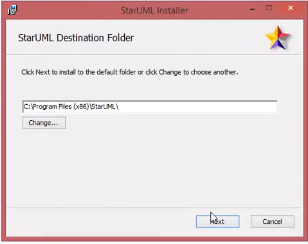 StarUML Installer
StarUML Destination Folder
Click Next to install to the default folder or click Change to choose another.
C:\Program Files (x86)\StarUML\
Change...
Next
Cancel